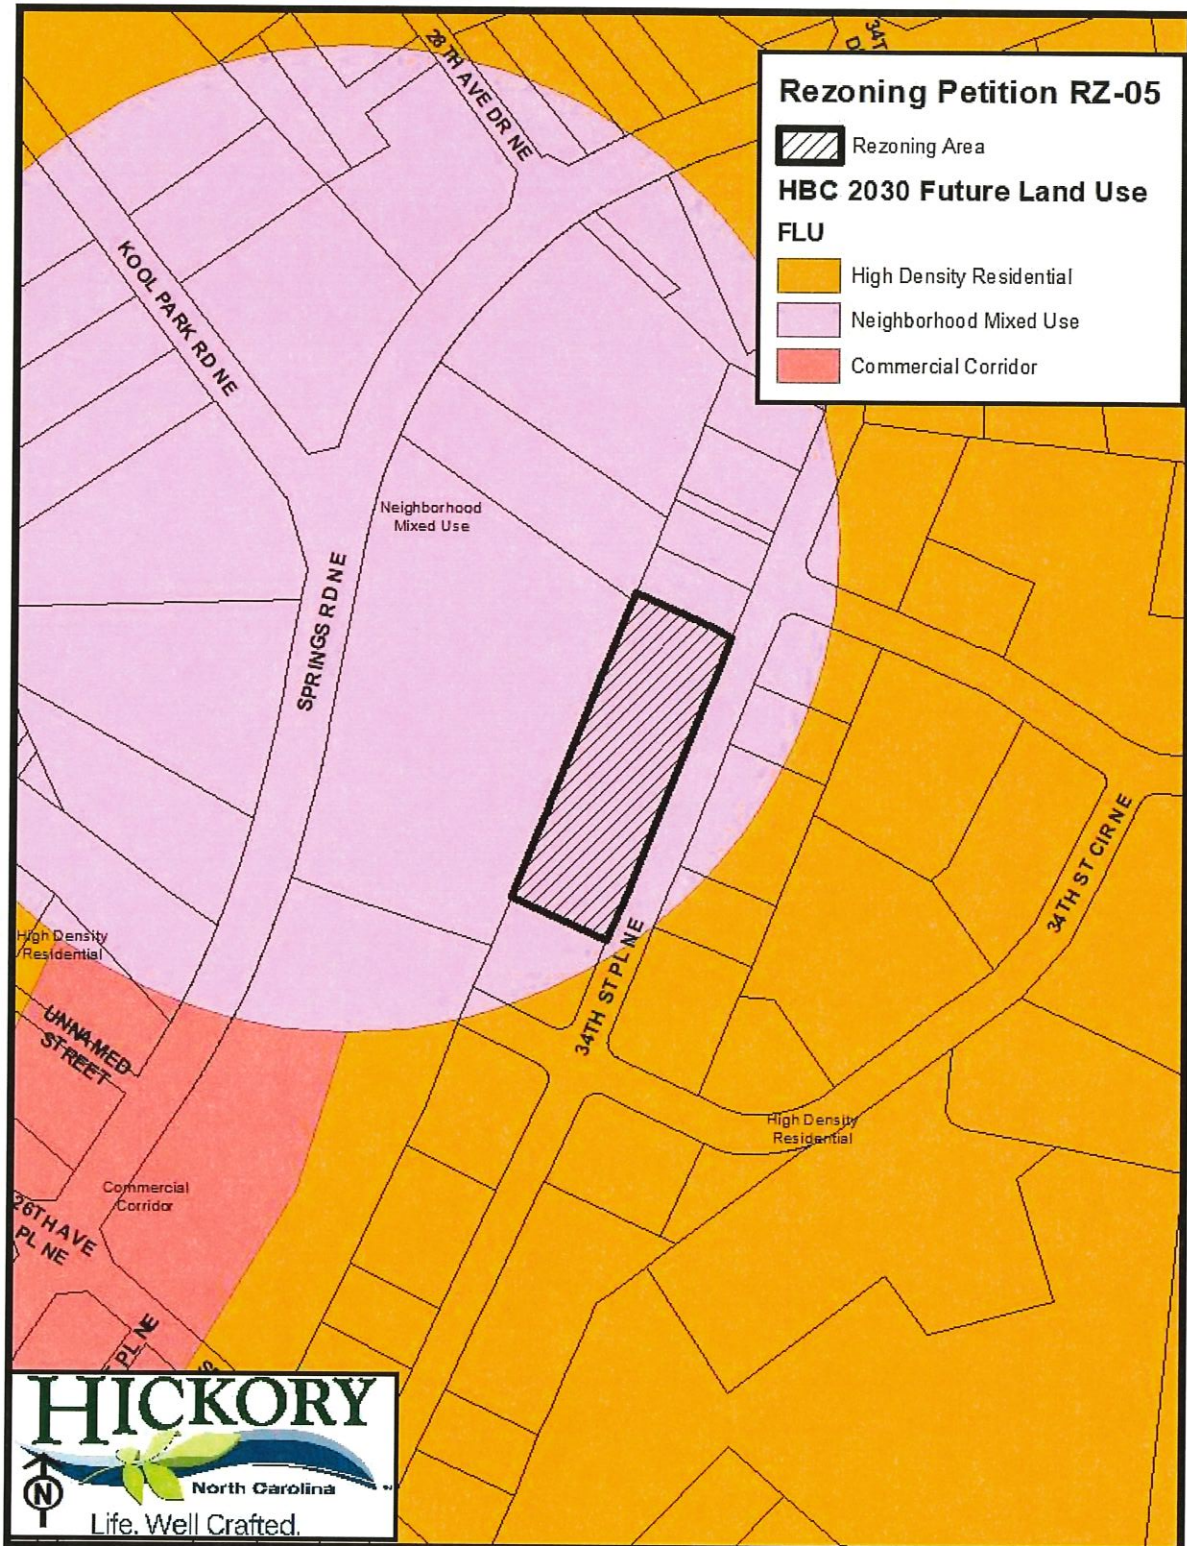 28TH AVE DR NE
34T
D
Rezoning Petition RZ-05
Rezoning Area
HBC 2030 Future Land Use
FLU
High Density Residential
Neighborhood Mixed Use
Commercial Corridor
KOOL PARK RD NE
Neighborhood
Mixed Use
SPRINGS RD NE
34TH ST CIR NE
High Density
Residential
34TH ST PL NE
UNNAMED
STREET
High Density
Residential
Commercial
Corridor
26TH AVE
PL NE
PL NE
HICKORY
North Carolina
N
Life. Well Crafted.